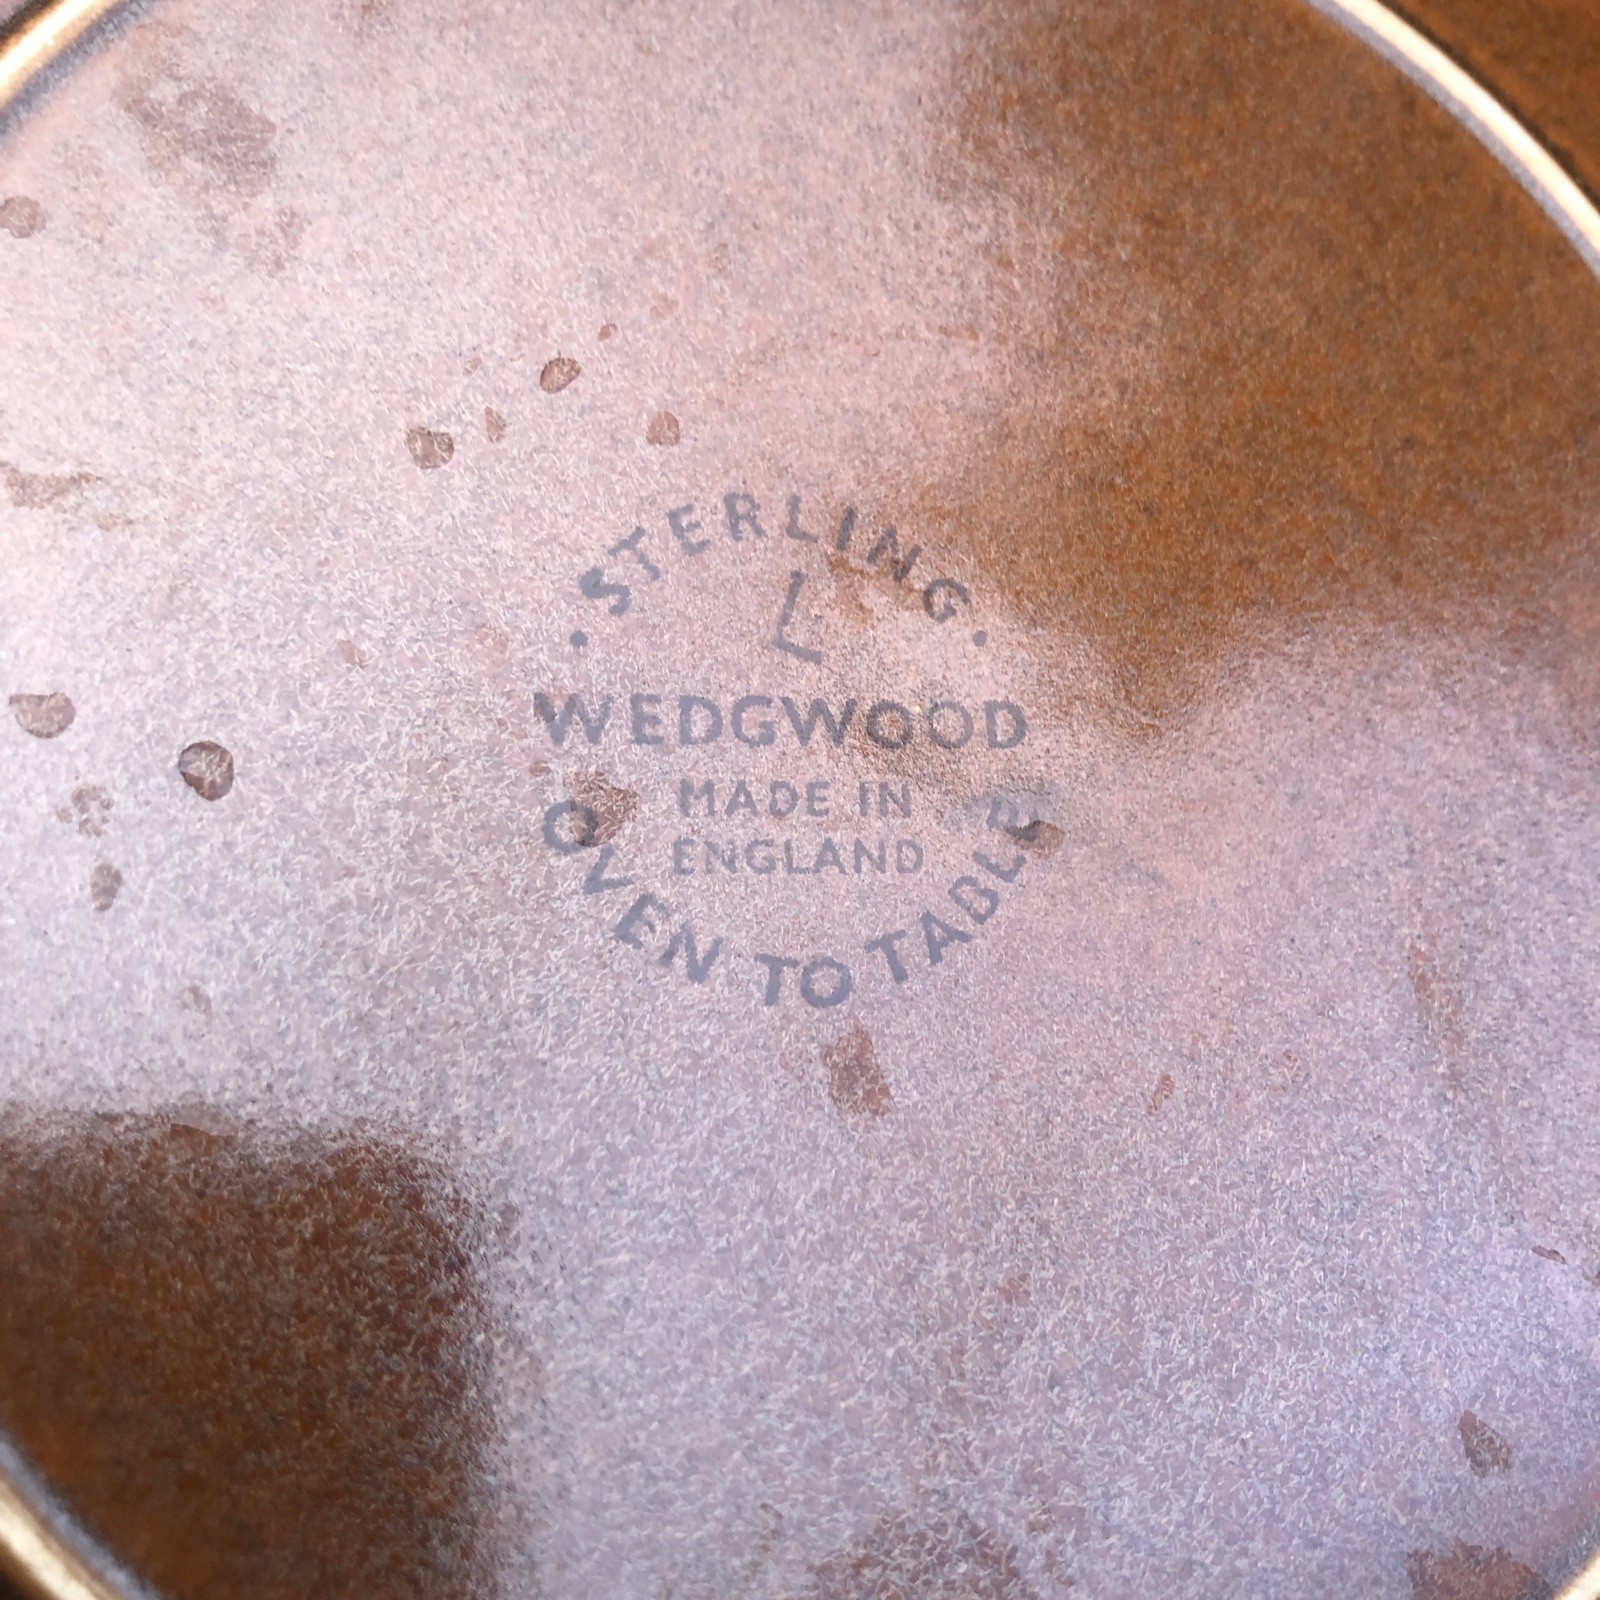 · STERLING ·
L
WEDGWOOD
MADE IN
ENGLAND
OVEN TO TABLE